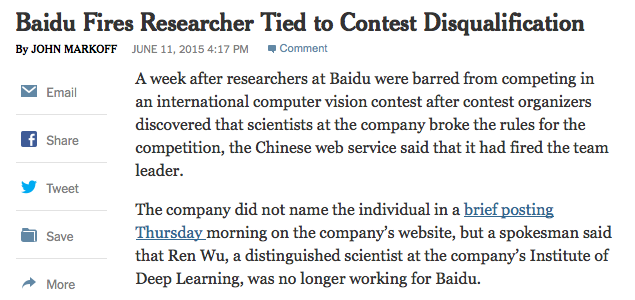 Baidu Fires Researcher Tied to Contest Disqualification
By JOHN MARKOFF JUNE 11, 2015 4:17 PM Comment
Email
Share
Tweet
Save
More
A week after researchers at Baidu were barred from competing in
an international computer vision contest after contest organizers
discovered that scientists at the company broke the rules for the
competition, the Chinese web service said that it had fired the team
leader.
The company did not name the individual in a brief posting
Thursday morning on the company’s website, but a spokesman said
that Ren Wu, a distinguished scientist at the company’s Institute of
Deep Learning, was no longer working for Baidu.